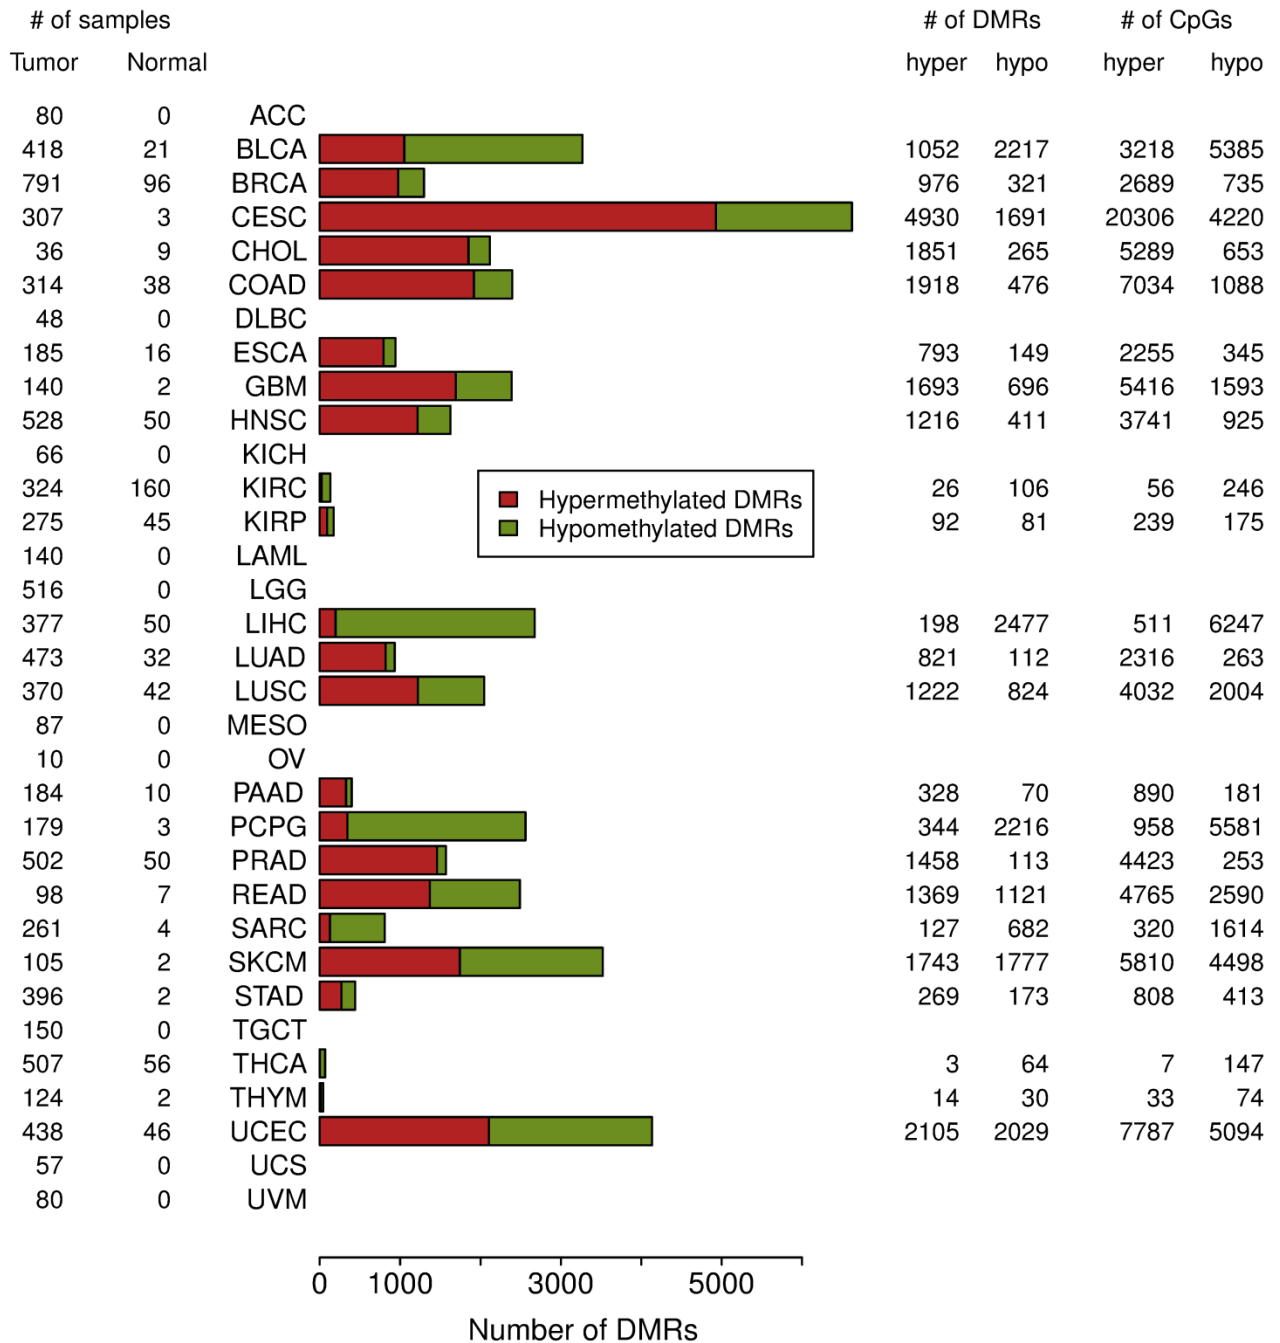 # of samples # of DMRs # of CpGs
Tumor Normal hyper hypo hyper hypo
80 0 ACC
418 21 BLCA 1052 2217 3218 5385
791 96 BRCA 976 321 2689 735
307 3 CESC 4930 1691 20306 4220
36 9 CHOL 1851 265 5289 653
314 38 COAD 1918 476 7034 1088
48 0 DLBC
185 16 ESCA 793 149 2255 345
140 2 GBM 1693 696 5416 1593
528 50 HNSC 1216 411 3741 925
66 0 KICH
324 160 KIRC 26 106 56 246
Hypermethylated DMRs
275 45 KIRP 92 81 239 175
Hypomethylated DMRs
140 0 LAML
516 0 LGG
377 50 LIHC 198 2477 511 6247
473 32 LUAD 821 112 2316 263
370 42 LUSC 1222 824 4032 2004
87 0 MESO
10 0 OV
184 10 PAAD 328 70 890 181
179 3 PCPG 344 2216 958 5581
502 50 PRAD 1458 113 4423 253
98 7 READ 1369 1121 4765 2590
261 4 SARC 127 682 320 1614
105 2 SKCM 1743 1777 5810 4498
396 2 STAD 269 173 808 413
150 0 TGCT
507 56 THCA 3 64 7 147
124 2 THYM 14 30 33 74
438 46 UCEC 2105 2029 7787 5094
57 0 UCS
80 0 UVM
0 1000 3000 5000
Number of DMRs